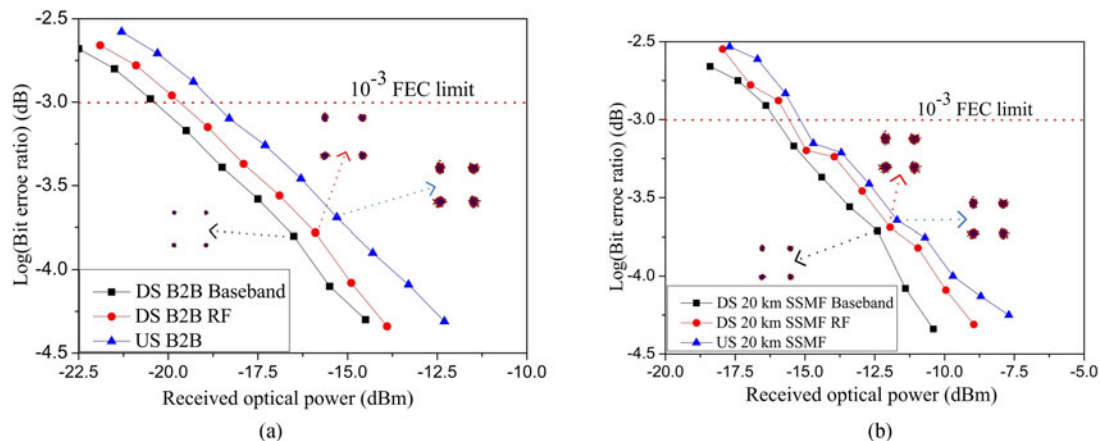 -2.5
-3.0
-3.5
-4.0
-4.5
Log(Bit erroe ratio) (dB)
10-3 FEC limit
DS B2B Baseband
DS B2B RF
US B2B
-22.5 -20.0 -17.5 -15.0 -12.5 -10.0
Received optical power (dBm)
(a)
-2.5
-3.0
-3.5
-4.0
-4.5
Log(Bit erroe ratio) (dB)
10-3 FEC limit
DS 20 km SSMF Baseband
DS 20 km SSMF RF
US 20 km SSMF
-20.0 -17.5 -15.0 -12.5 -10.0 -7.5 -5.0
Received optical power (dBm)
(b)